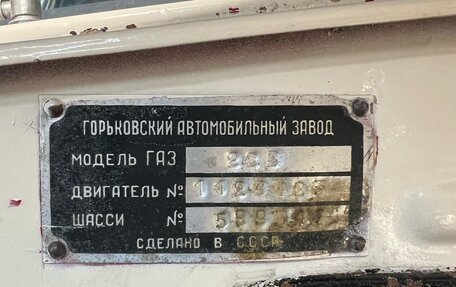 ГОРЬКОВСКИЙ АВТОМОБИЛЬНЫЙ ЗАВОД
МОДЕЛЬ ГАЗ
ДВИГАТЕЛЬ №
ШАССИ №
СДЕЛАНО В СССР